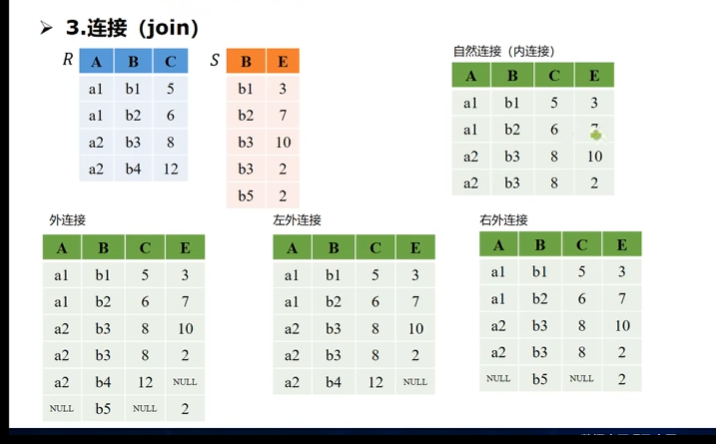 ➢ 3.连接（join）
R
A B C
a1 b1 5
a1 b2 6
a2 b3 8
a2 b4 12
S
B E
b1 3
b2 7
b3 10
b3 2
b5 2
自然连接（内连接）
A B C E
a1 b1 5 3
a1 b2 6
a2 b3 8 10
a2 b3 8 2
外连接
A B C E
a1 b1 5 3
a1 b2 6 7
a2 b3 8 10
a2 b3 8 2
a2 b4 12 NULL
NULL b5 NULL 2
左外连接
A B C E
a1 b1 5 3
a1 b2 6 7
a2 b3 8 10
a2 b3 8 2
a2 b4 12 NULL
右外连接
A B C E
a1 b1 5 3
a1 b2 6 7
a2 b3 8 10
a2 b3 8 2
NULL b5 NULL 2